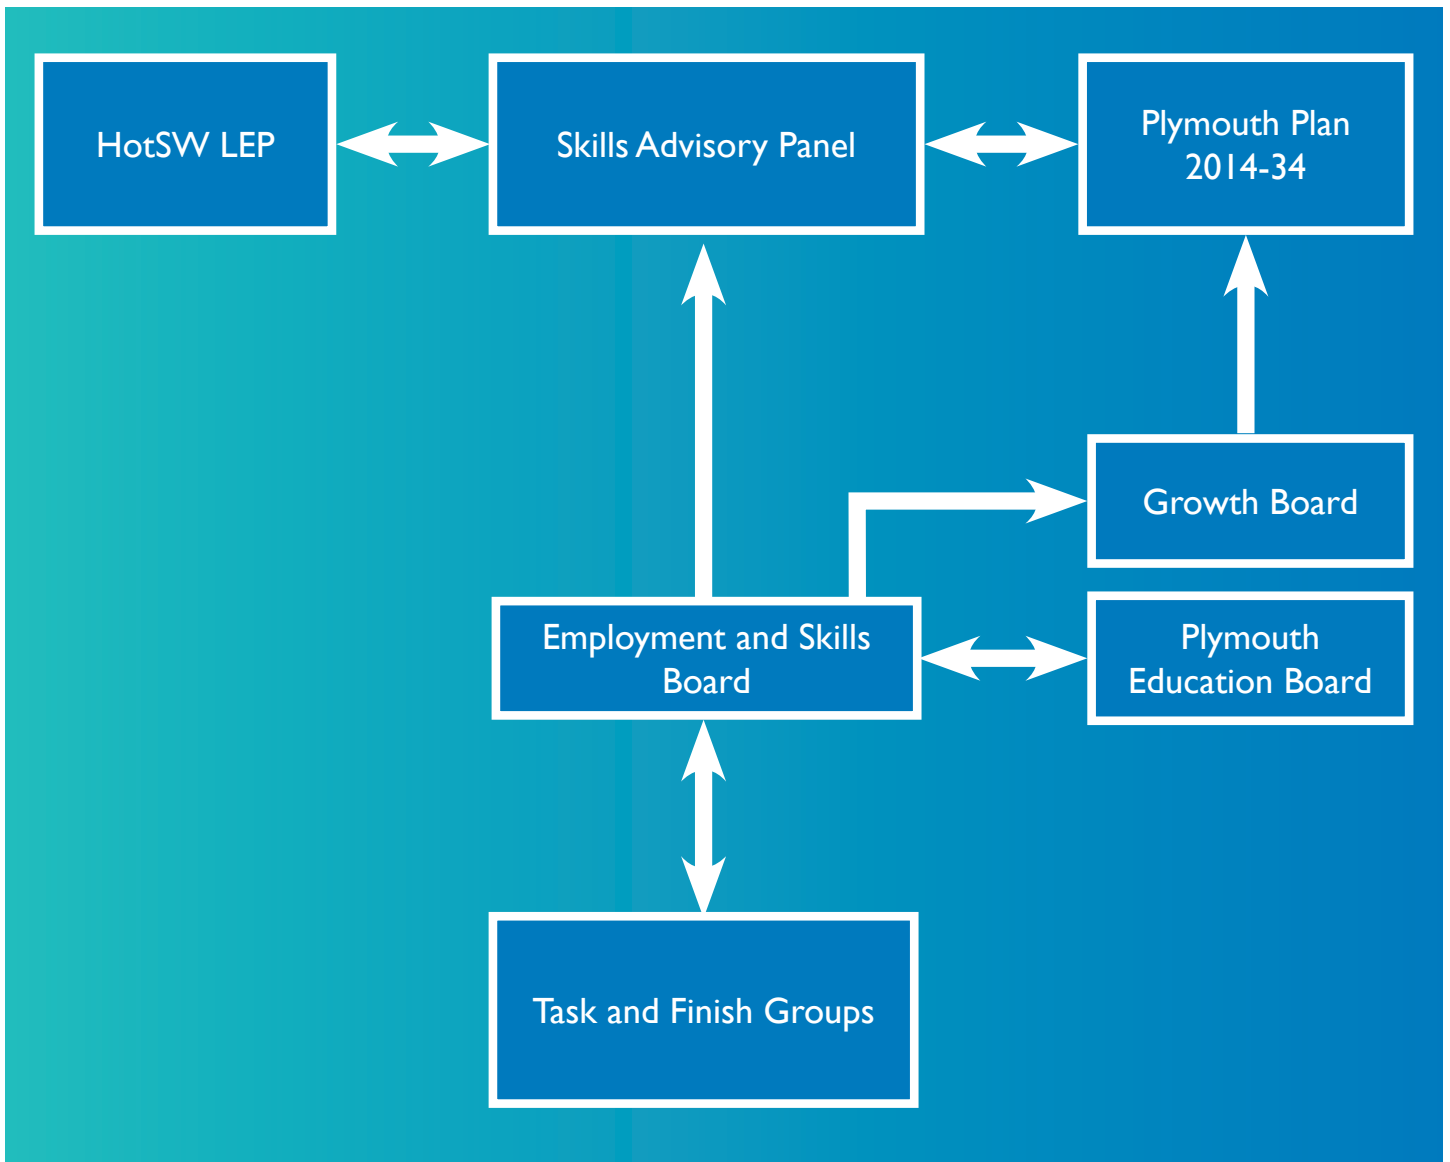 HotSW LEP
Skills Advisory Panel
Plymouth Plan
2014-34
Growth Board
Employment and Skills
Board
Plymouth
Education Board
Task and Finish Groups